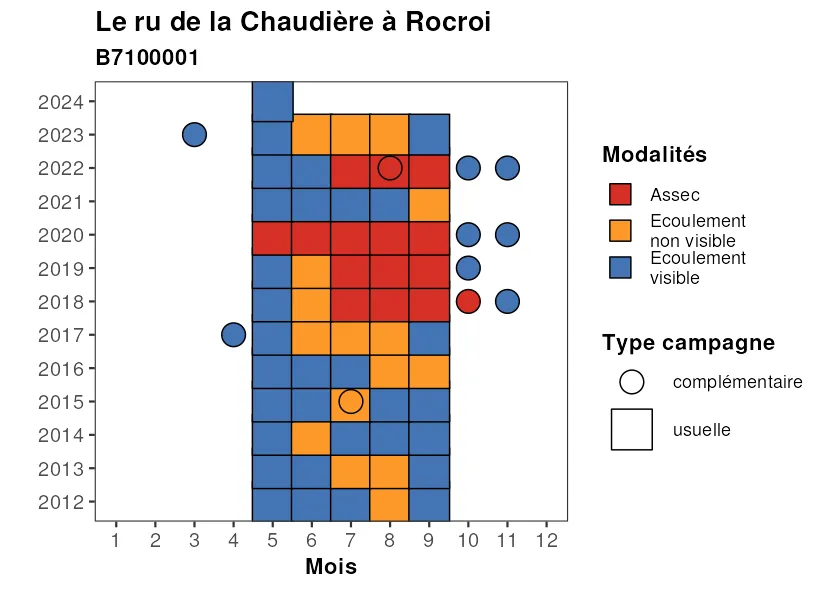 Le ru de la Chaudière à Rocroi
B7100001
2024
2023
2022
2021
2020
2019
2018
2017
2016
2015
2014
2013
2012
1 2 3 4 5 6 7 8 9 10 11 12
Mois
Modalités
Assec
Ecoulement
non visible
Ecoulement
visible
Type campagne
complémentaire
usuelle